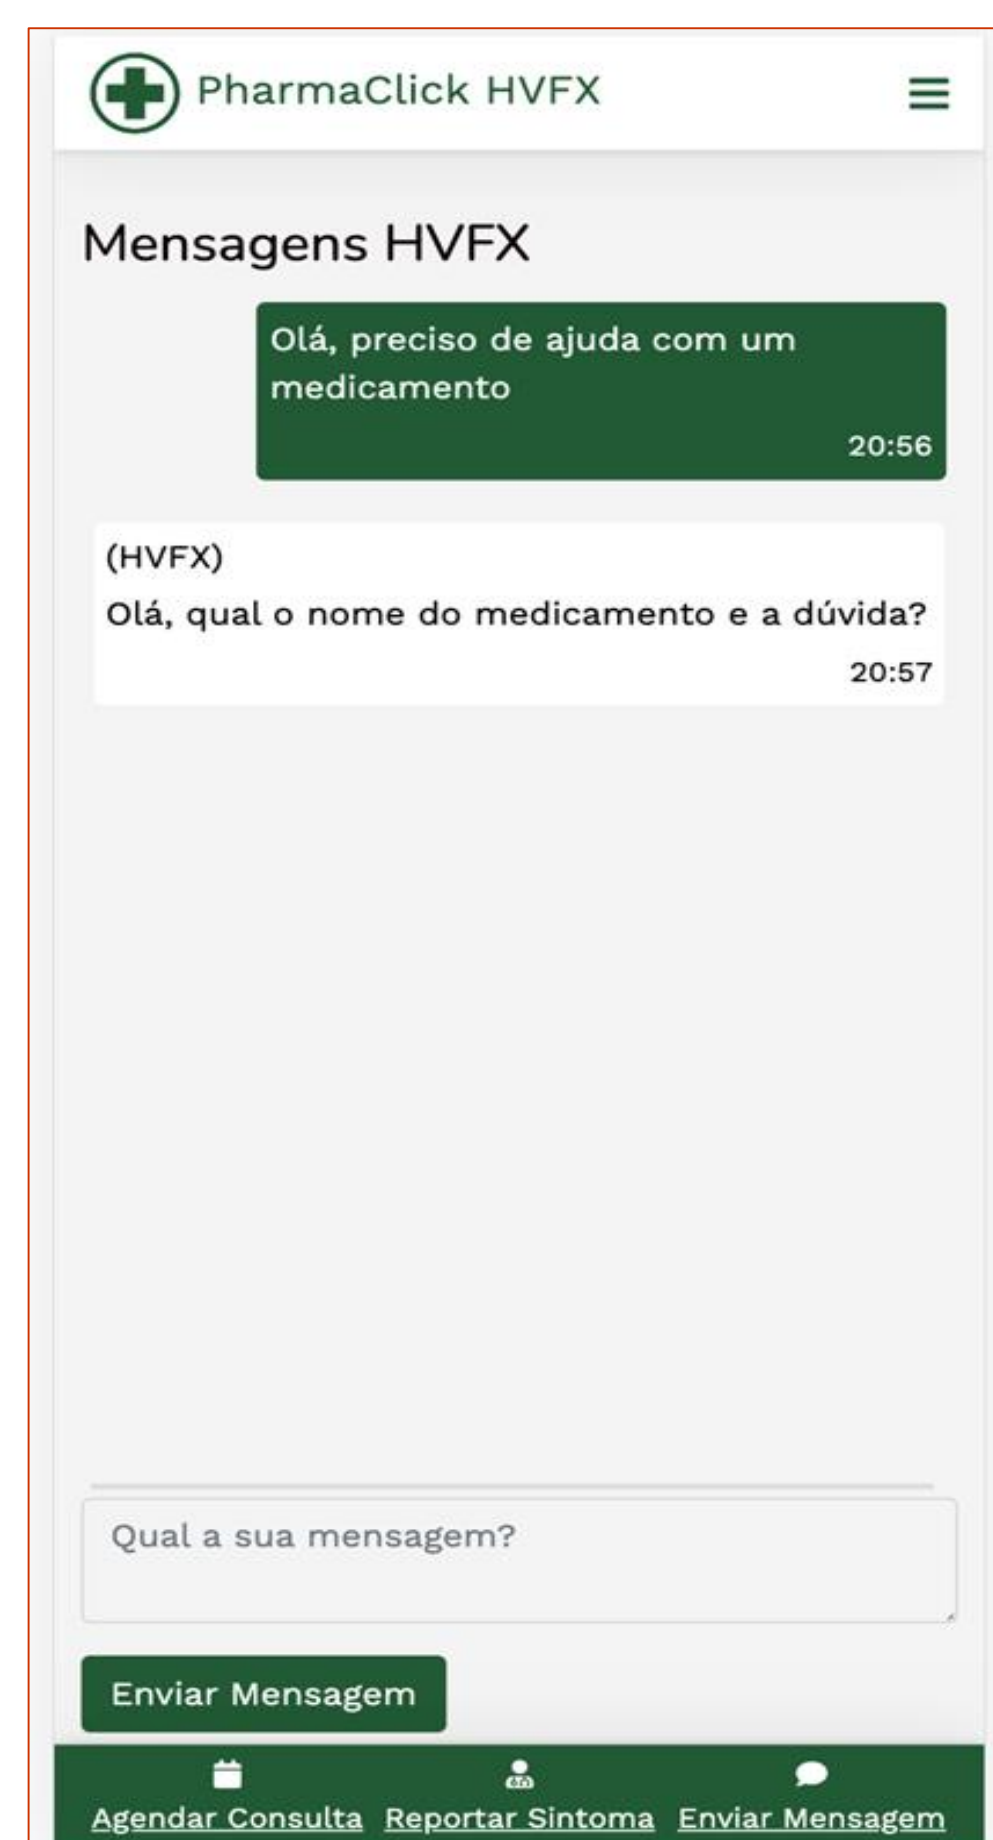 PharmaClick HVFX
Mensagens HVFX
Olá, preciso de ajuda com um
medicamento
20:56
(HVFX)
Olá, qual o nome do medicamento e a dúvida?
20:57
Qual a sua mensagem?
Enviar Mensagem
Agendar Consulta Reportar Sintoma Enviar Mensagem